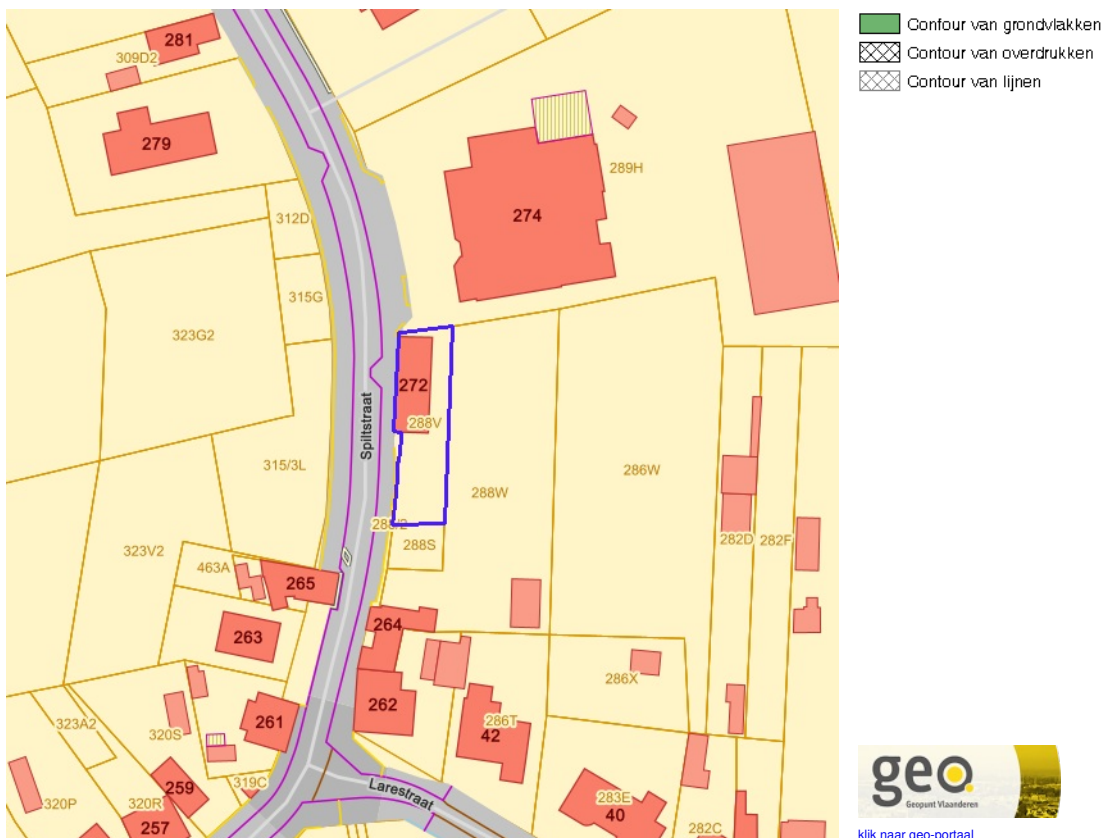 281
309D2
279
312D
315G
323G2
315/3L
323V2
463A
265
263
261
323A2
320S
319C
259
320P
320R
257
Spiltstraat
274
289H
272
288V
288W
286W
288S
282D
282F
264
262
286X
286T
42
Larestraat
283E
40
282C
Contour van grondvlakken
Contour van overdrukken
Contour van lijnen
geo
Geopunt Vlaanderen
klik naar geo-portaal